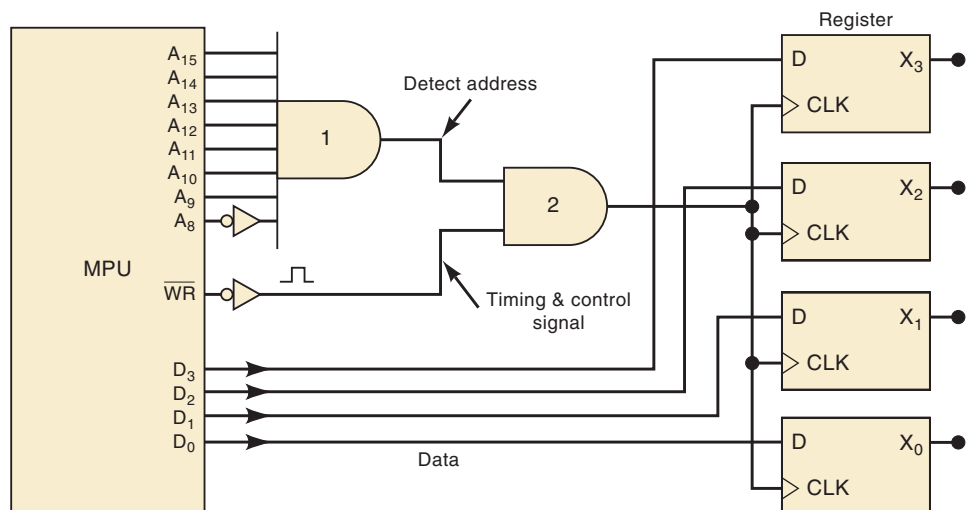 Register
A₁₅
A₁₄
A₁₃
A₁₂
A₁₁
A₁₀
A₉
A₈
MPU
W̅R̅
D₃
D₂
D₁
D₀
1
Detect address
2
Timing & control
signal
Data
D X₃
CLK
D X₂
CLK
D X₁
CLK
D X₀
CLK